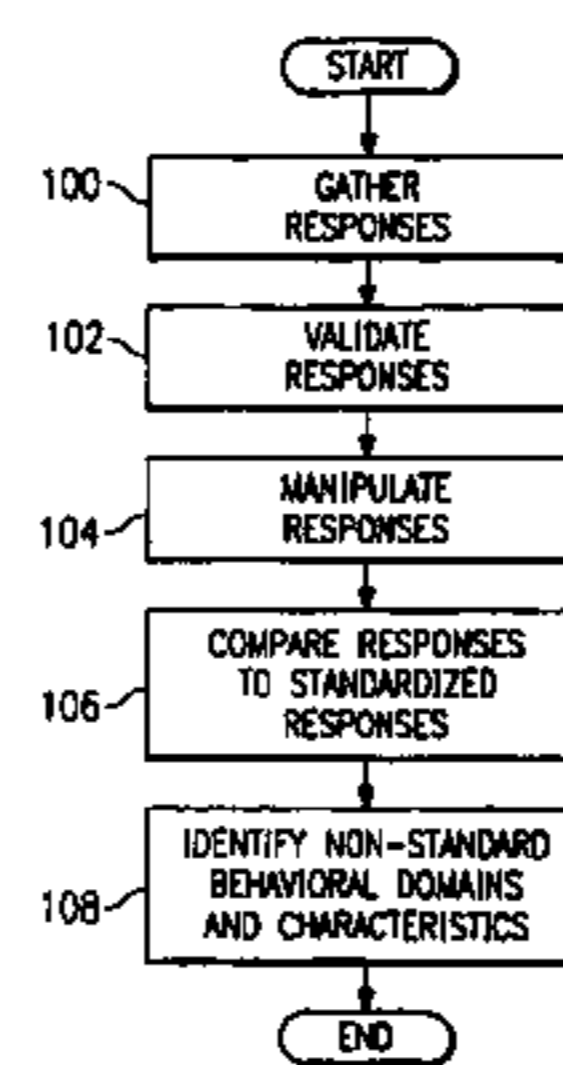 START
100
GATHER
RESPONSES
102
VALIDATE
RESPONSES
104
MANIPULATE
RESPONSES
106
COMPARE RESPONSES
TO STANDARDIZED
RESPONSES
108
IDENTIFY NON-STANDARD
BEHAVIORAL DOMAINS
AND CHARACTERISTICS
END